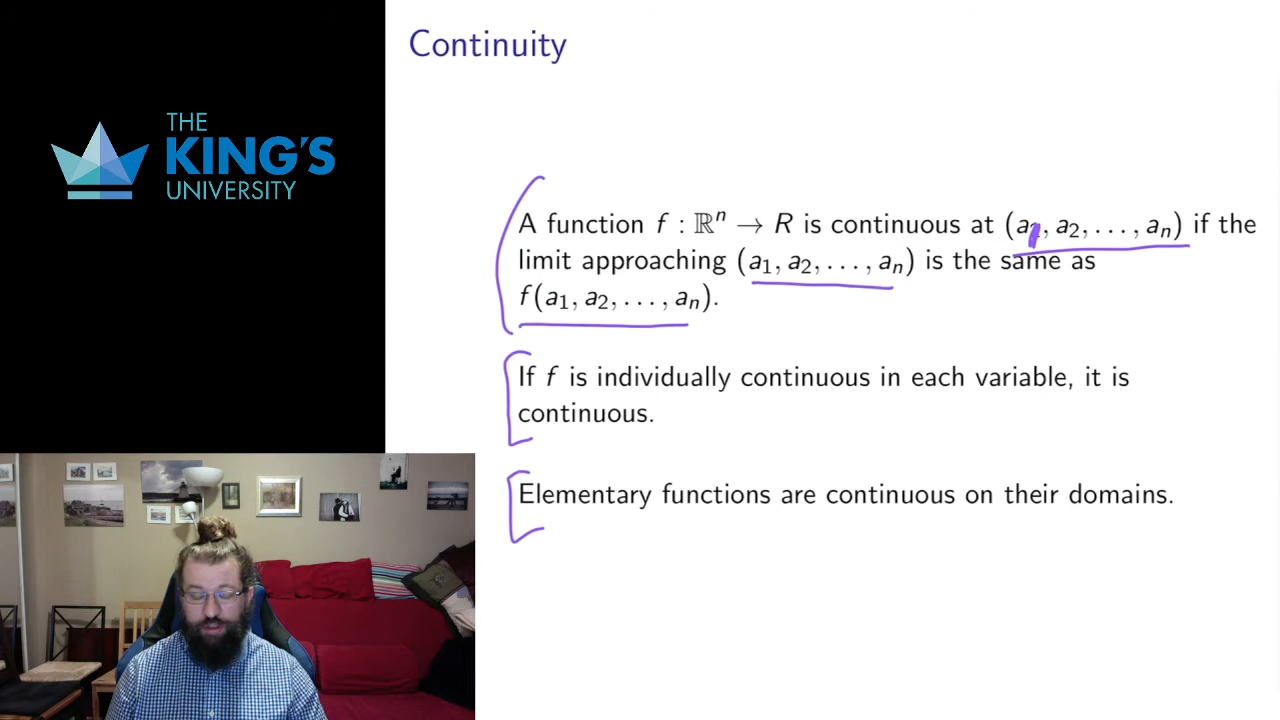 Continuity
THE
KING'S
UNIVERSITY
A function f : ℝⁿ → R is continuous at (a₁, a₂, . . . , aₙ) if the
limit approaching (a₁, a₂, . . . , aₙ) is the same as
f(a₁, a₂, . . . , aₙ).
If f is individually continuous in each variable, it is
continuous.
Elementary functions are continuous on their domains.